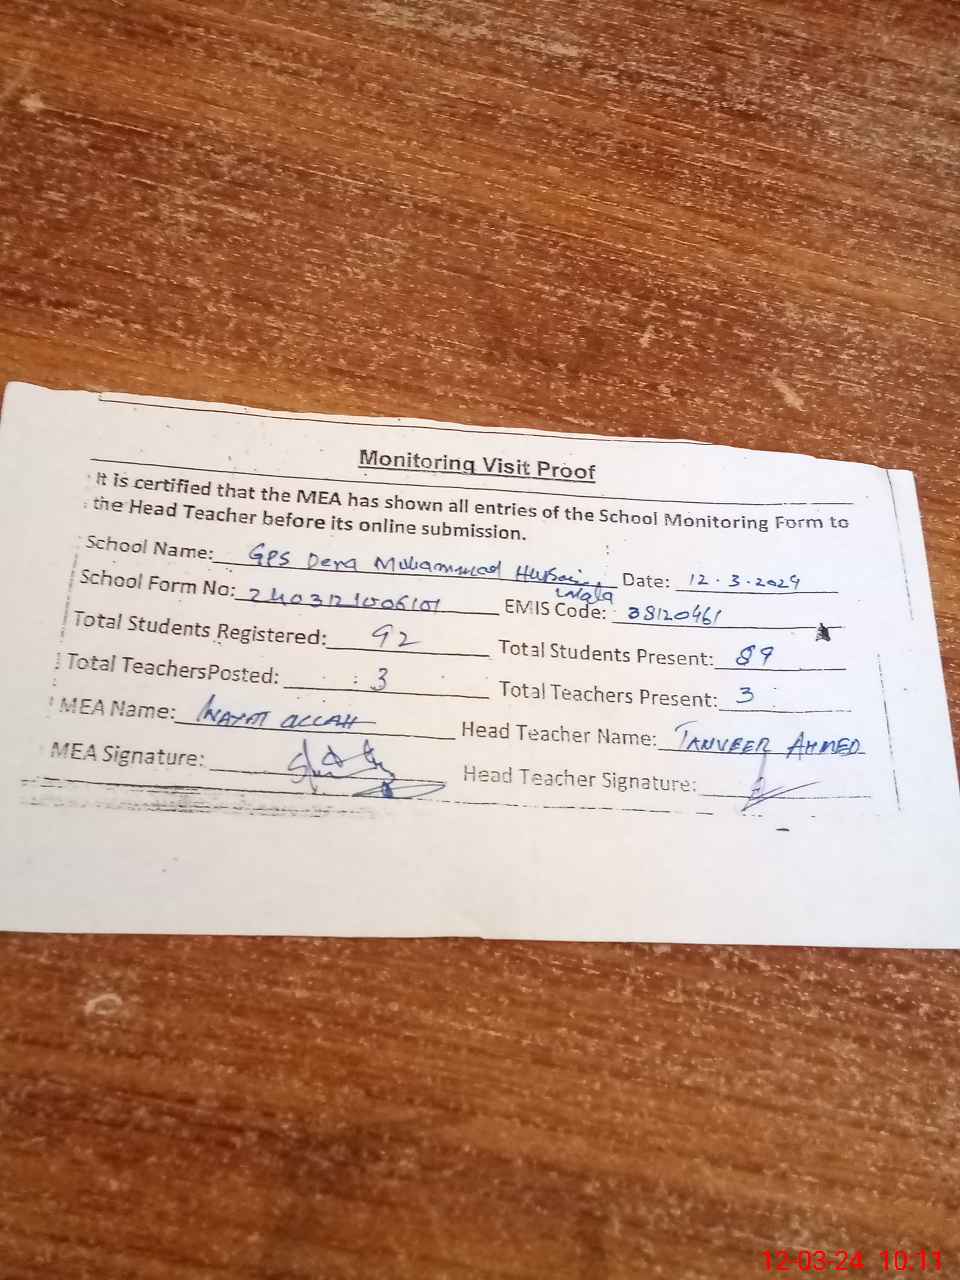 Monitoring Visit Proof
It is certified that the MEA has shown all entries of the School Monitoring Form to
the Head Teacher before its online submission.
School Name: GPS Dera Muhammad Hussain Wala Date: 12.3.2024
School Form No: EMIS Code: 38120461
Total Students Registered: 92 Total Students Present: 89
Total TeachersPosted: 3 Total Teachers Present: 3
MEA Name: INAYAT ULLAH Head Teacher Name: TANVEER AHMED
MEA Signature: Head Teacher Signature:
12-03-24 10:11